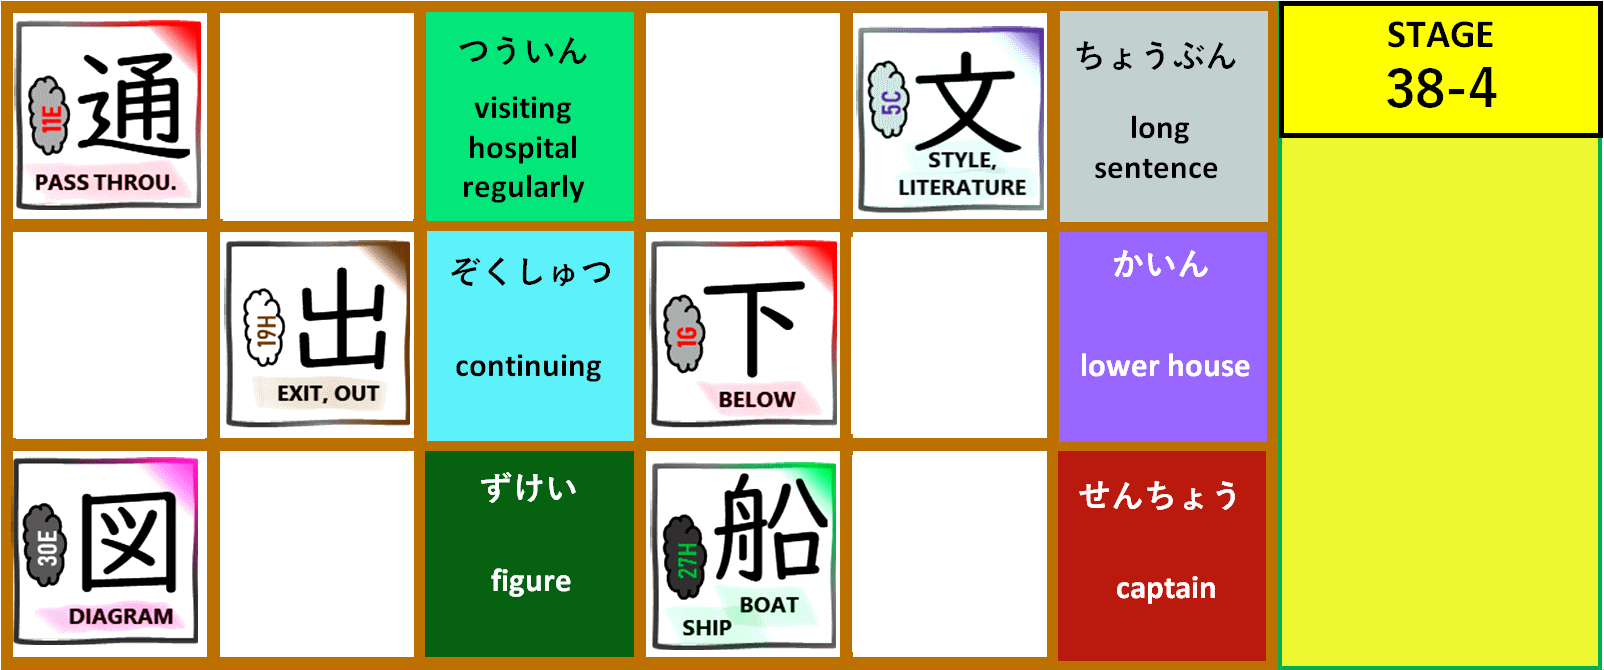 通
11E
PASS THROU.
つういん
visiting
hospital
regularly
文
5C
STYLE,
LITERATURE
ちょうぶん
long
sentence
STAGE
38-4
出
19H
EXIT, OUT
ぞくしゅつ
continuing
下
1G
BELOW
かいん
lower house
図
30E
DIAGRAM
ずけい
figure
船
27H
BOAT
SHIP
せんちょう
captain